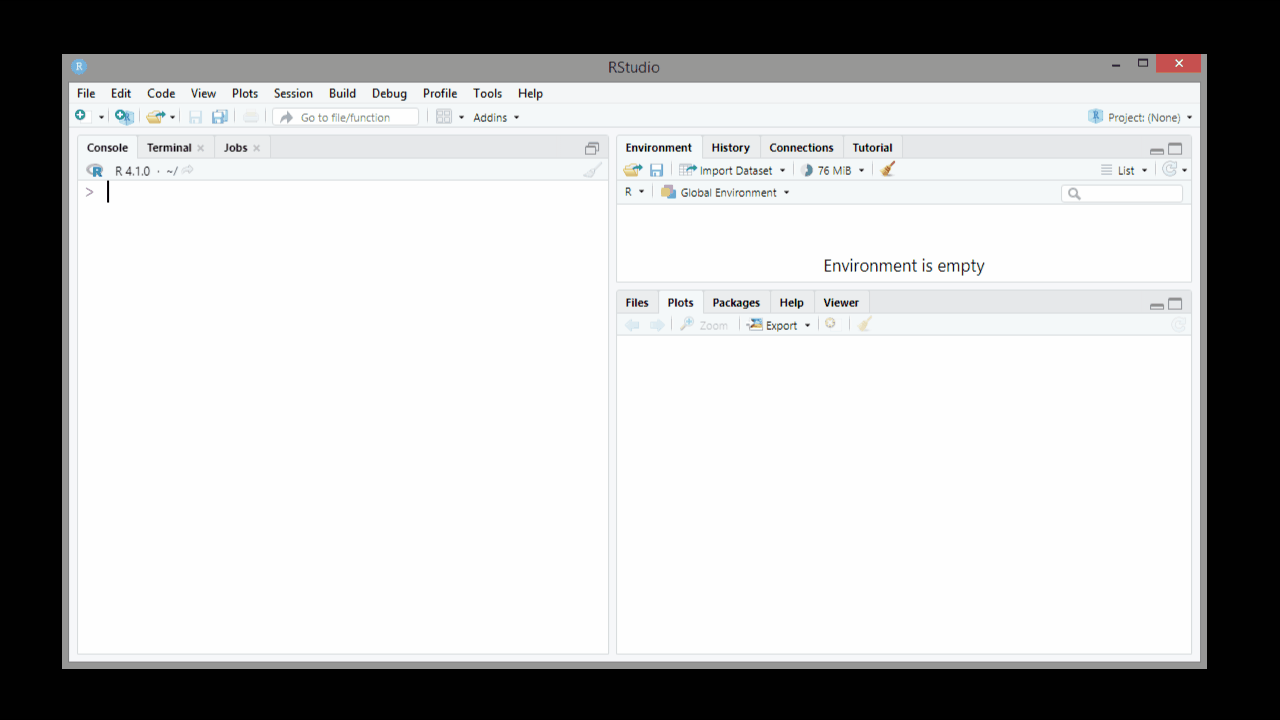 R RStudio
File Edit Code View Plots Session Build Debug Profile Tools Help
Go to file/function Addins R Project: (None)
Console Terminal × Jobs ×
R R 4.1.0 · ~/
>
Environment History Connections Tutorial
Import Dataset 76 MiB List
R Global Environment
Environment is empty
Files Plots Packages Help Viewer
Zoom Export